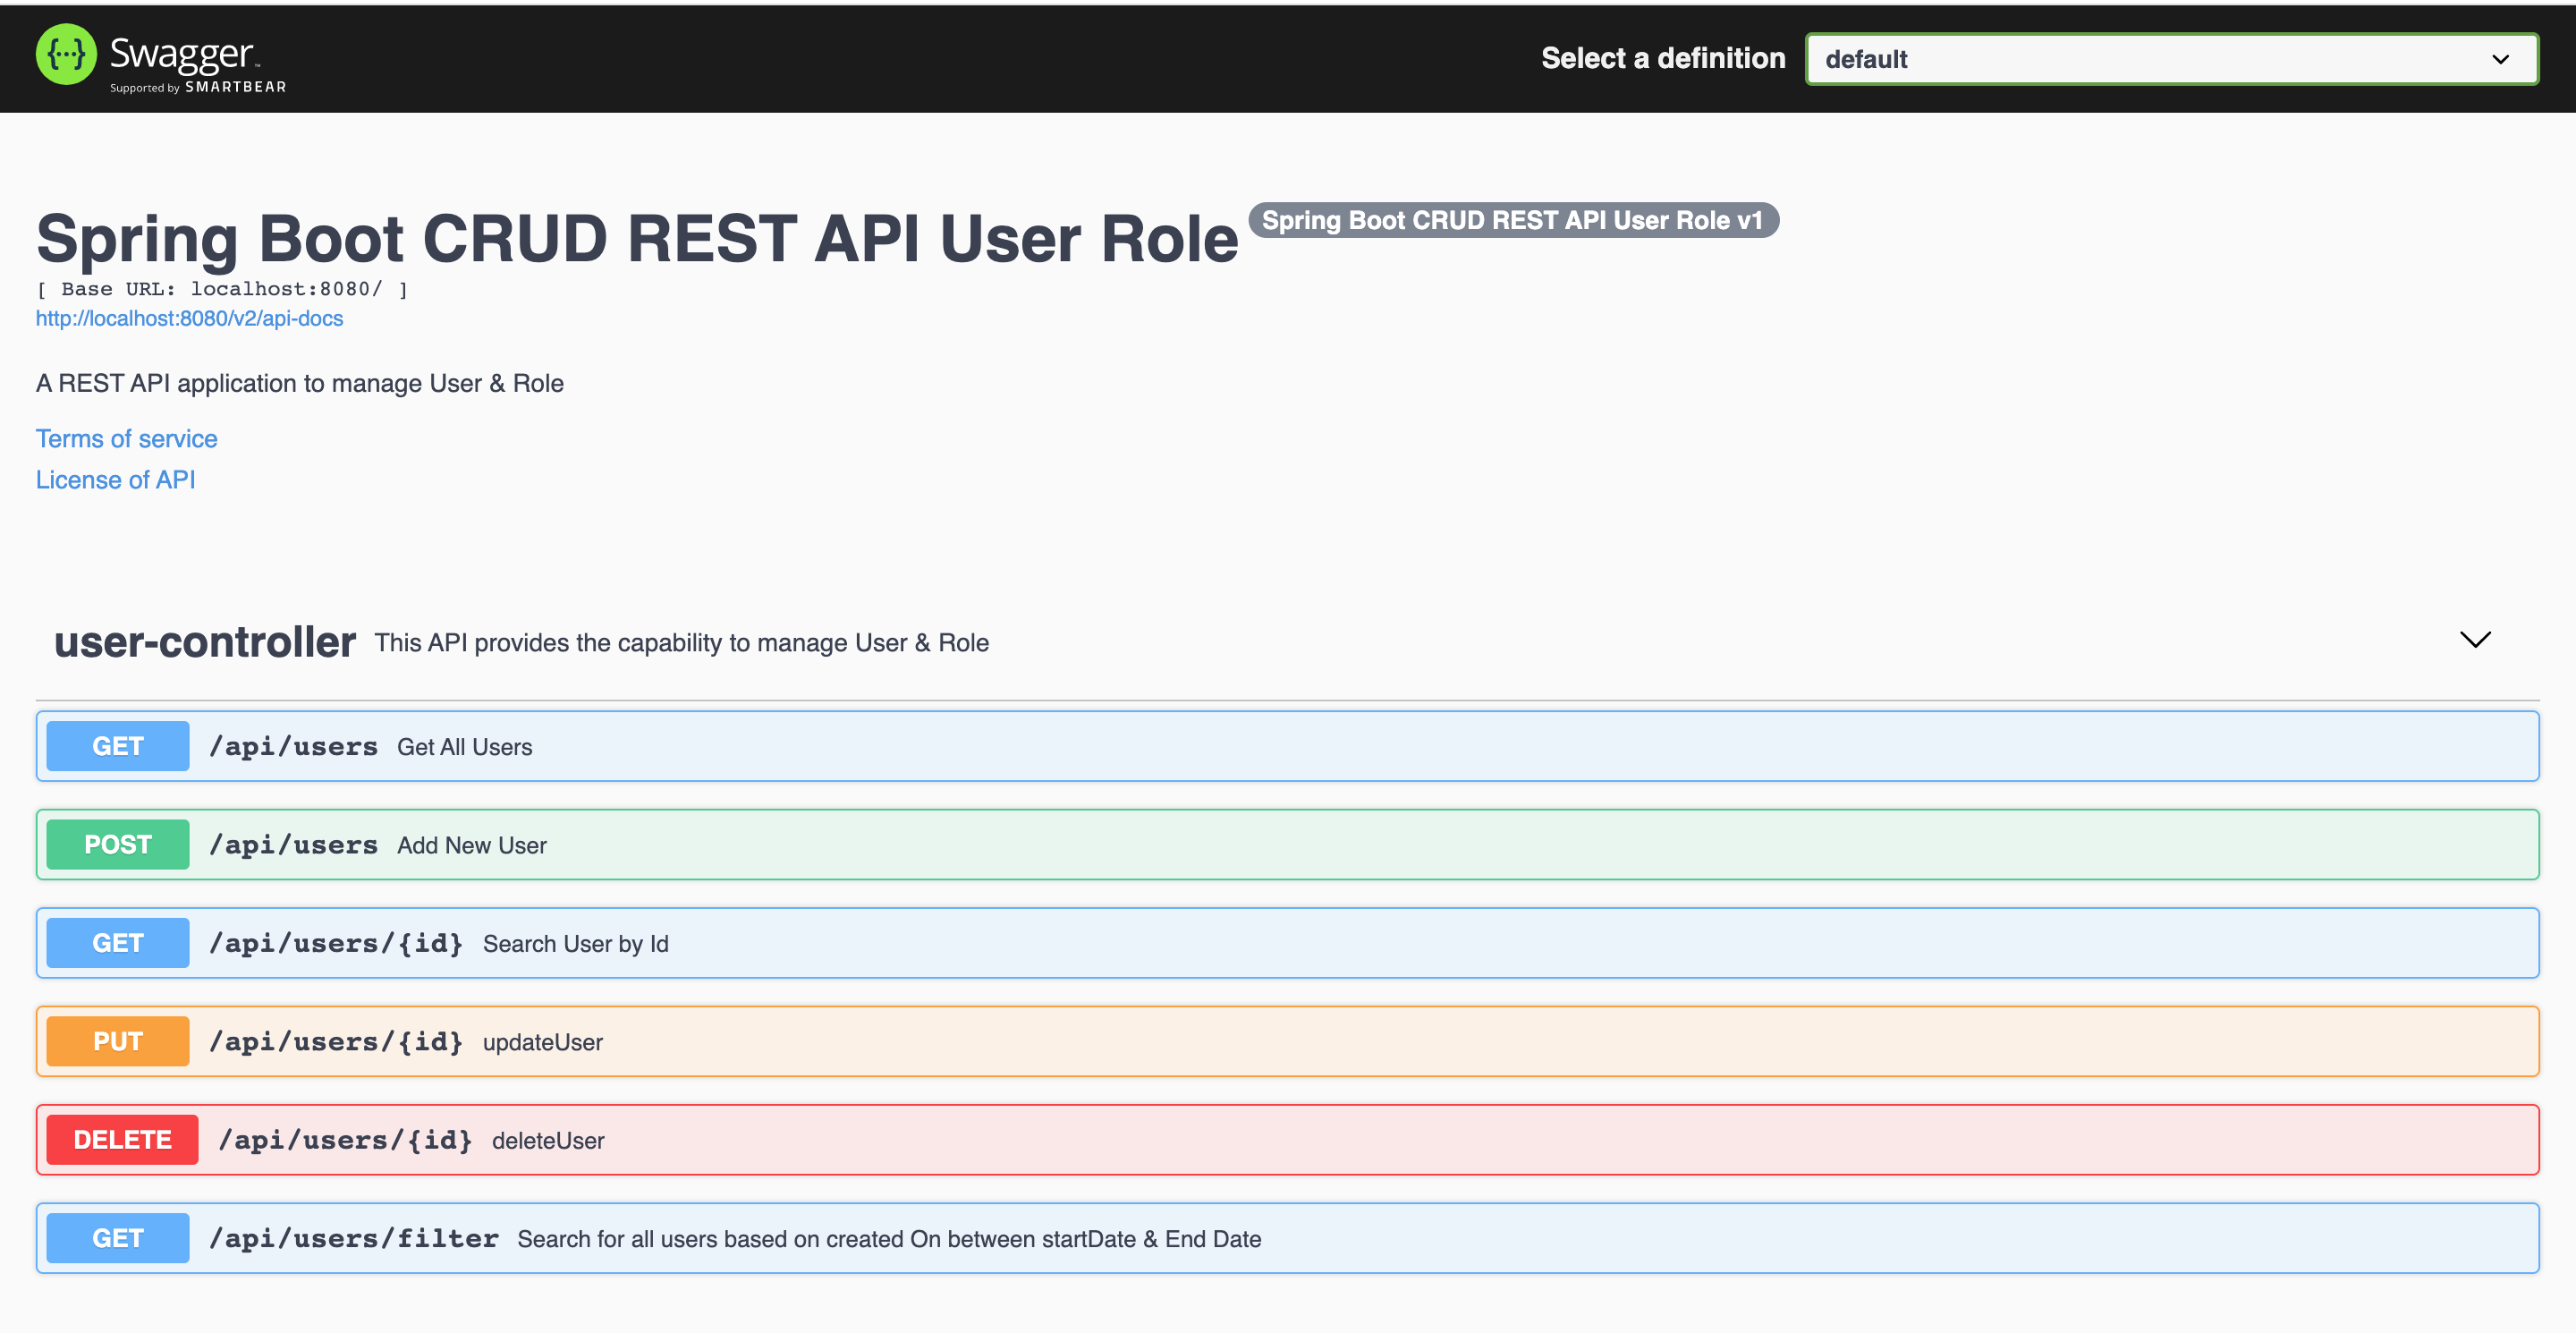 {···} Swagger™
Supported by SMARTBEAR
Select a definition default
Spring Boot CRUD REST API User Role Spring Boot CRUD REST API User Role v1
[ Base URL: localhost:8080/ ]
http://localhost:8080/v2/api-docs
A REST API application to manage User & Role
Terms of service
License of API
user-controller This API provides the capability to manage User & Role
GET /api/users Get All Users
POST /api/users Add New User
GET /api/users/{id} Search User by Id
PUT /api/users/{id} updateUser
DELETE /api/users/{id} deleteUser
GET /api/users/filter Search for all users based on created On between startDate & End Date